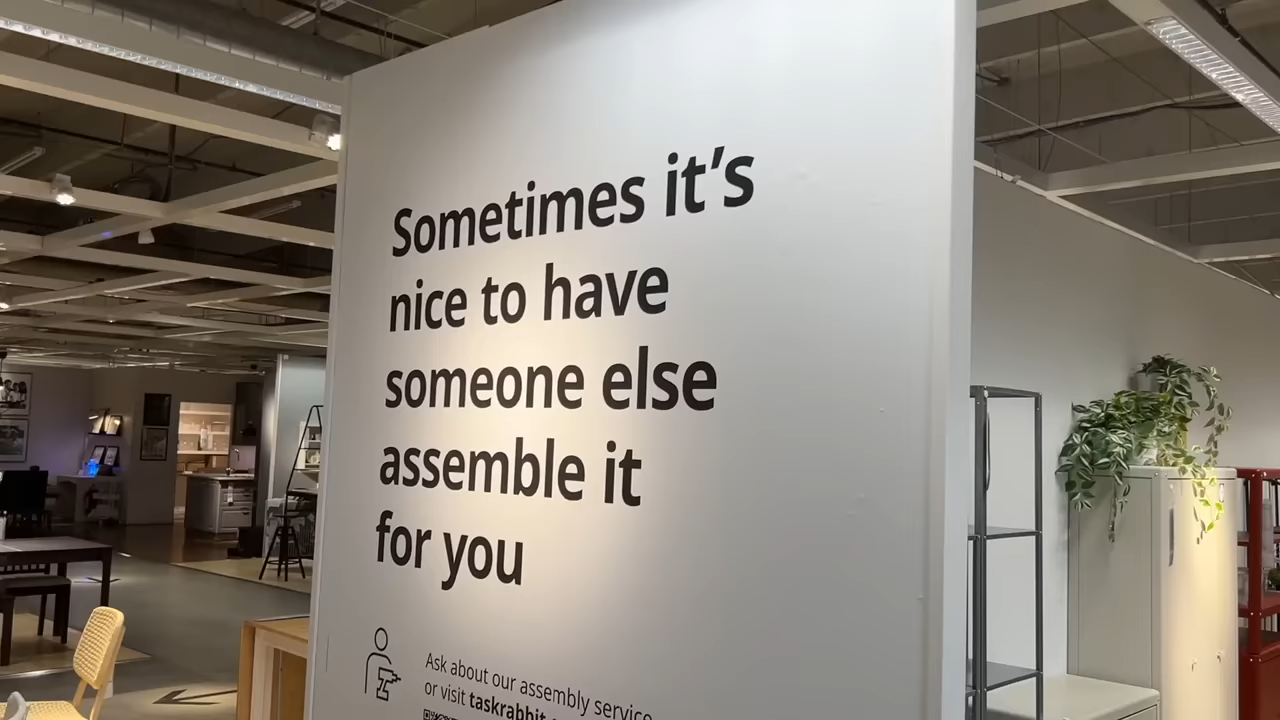 Sometimes it's
nice to have
someone else
assemble it
for you
Ask about our assembly service
or visit taskrabbit.